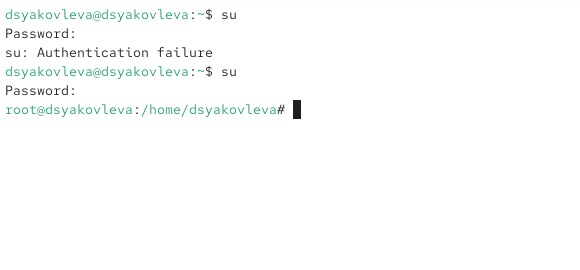 dsyakovleva@dsyakovleva:~$ su
Password:
su: Authentication failure
dsyakovleva@dsyakovleva:~$ su
Password:
root@dsyakovleva:/home/dsyakovleva#